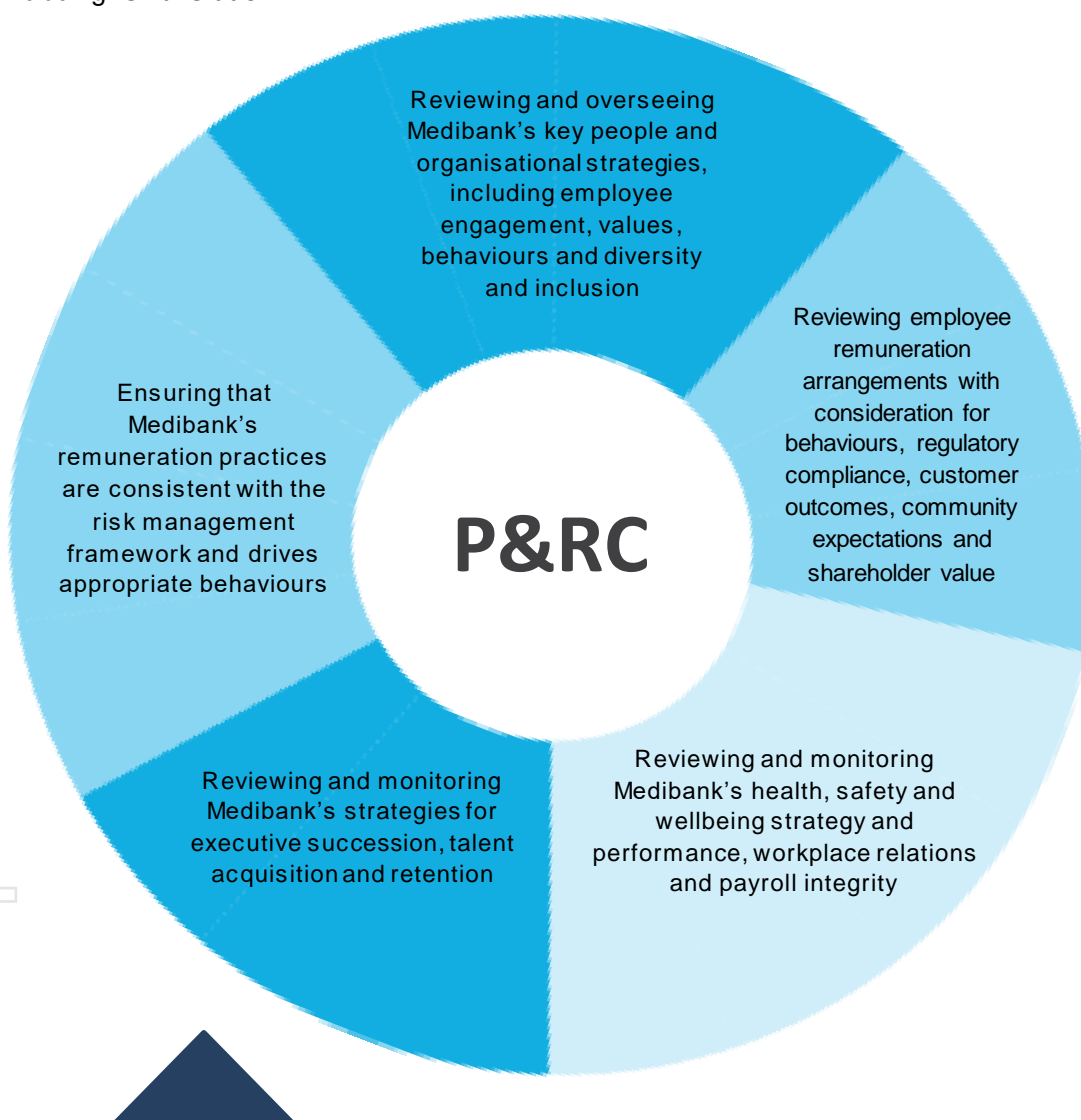 Reviewing and overseeing
Medibank’s key people and
organisational strategies,
including employee
engagement, values,
behaviours and diversity
and inclusion
Reviewing employee
remuneration
arrangements with
consideration for
behaviours, regulatory
compliance, customer
outcomes, community
expectations and
shareholder value
Ensuring that
Medibank’s
remuneration practices
are consistent with the
risk management
framework and drives
appropriate behaviours
P&RC
Reviewing and monitoring
Medibank’s health, safety and
wellbeing strategy and
performance, workplace relations
and payroll integrity
Reviewing and monitoring
Medibank’s strategies for
executive succession, talent
acquisition and retention